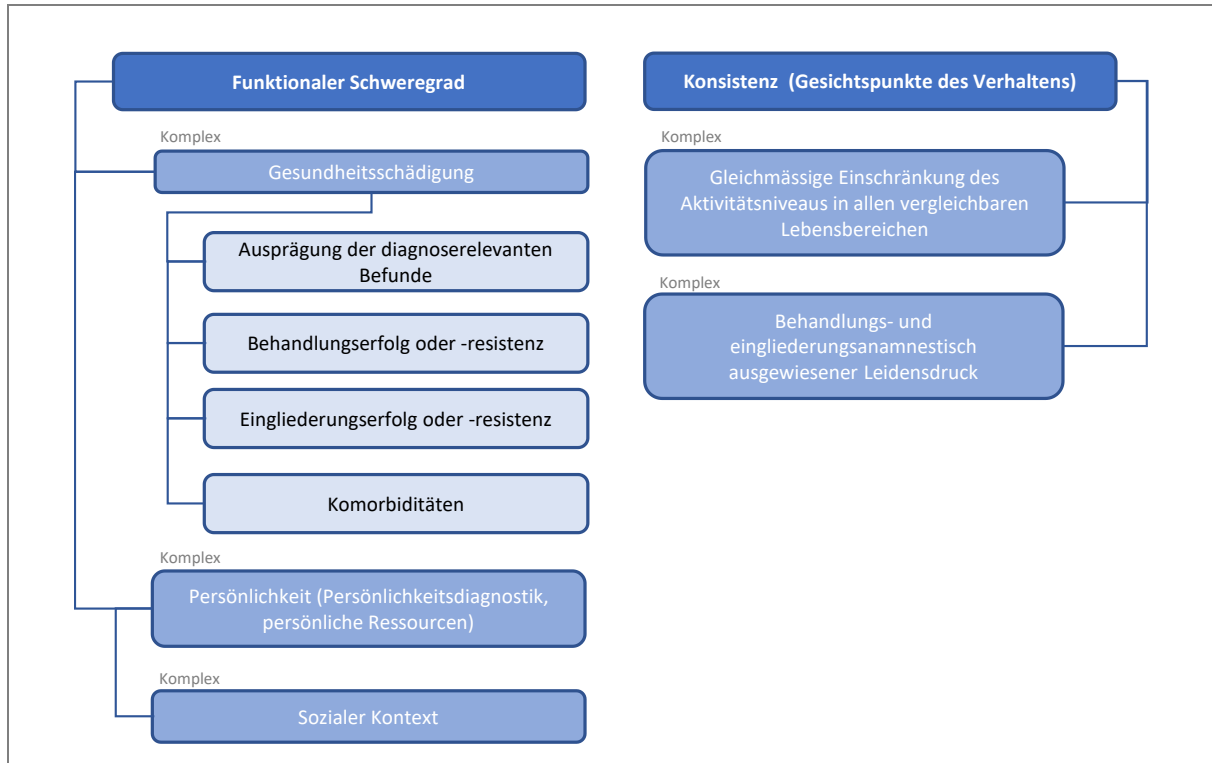 Funktionaler Schweregrad
Komplex
Gesundheitsschädigung
Ausprägung der diagnoserelevanten
Befunde
Behandlungserfolg oder -resistenz
Eingliederungserfolg oder -resistenz
Komorbiditäten
Komplex
Persönlichkeit (Persönlichkeitsdiagnostik,
persönliche Ressourcen)
Komplex
Sozialer Kontext
Konsistenz (Gesichtspunkte des Verhaltens)
Komplex
Gleichmässige Einschränkung des
Aktivitätsniveaus in allen vergleichbaren
Lebensbereichen
Komplex
Behandlungs- und
eingliederungsanamnestisch
ausgewiesener Leidensdruck